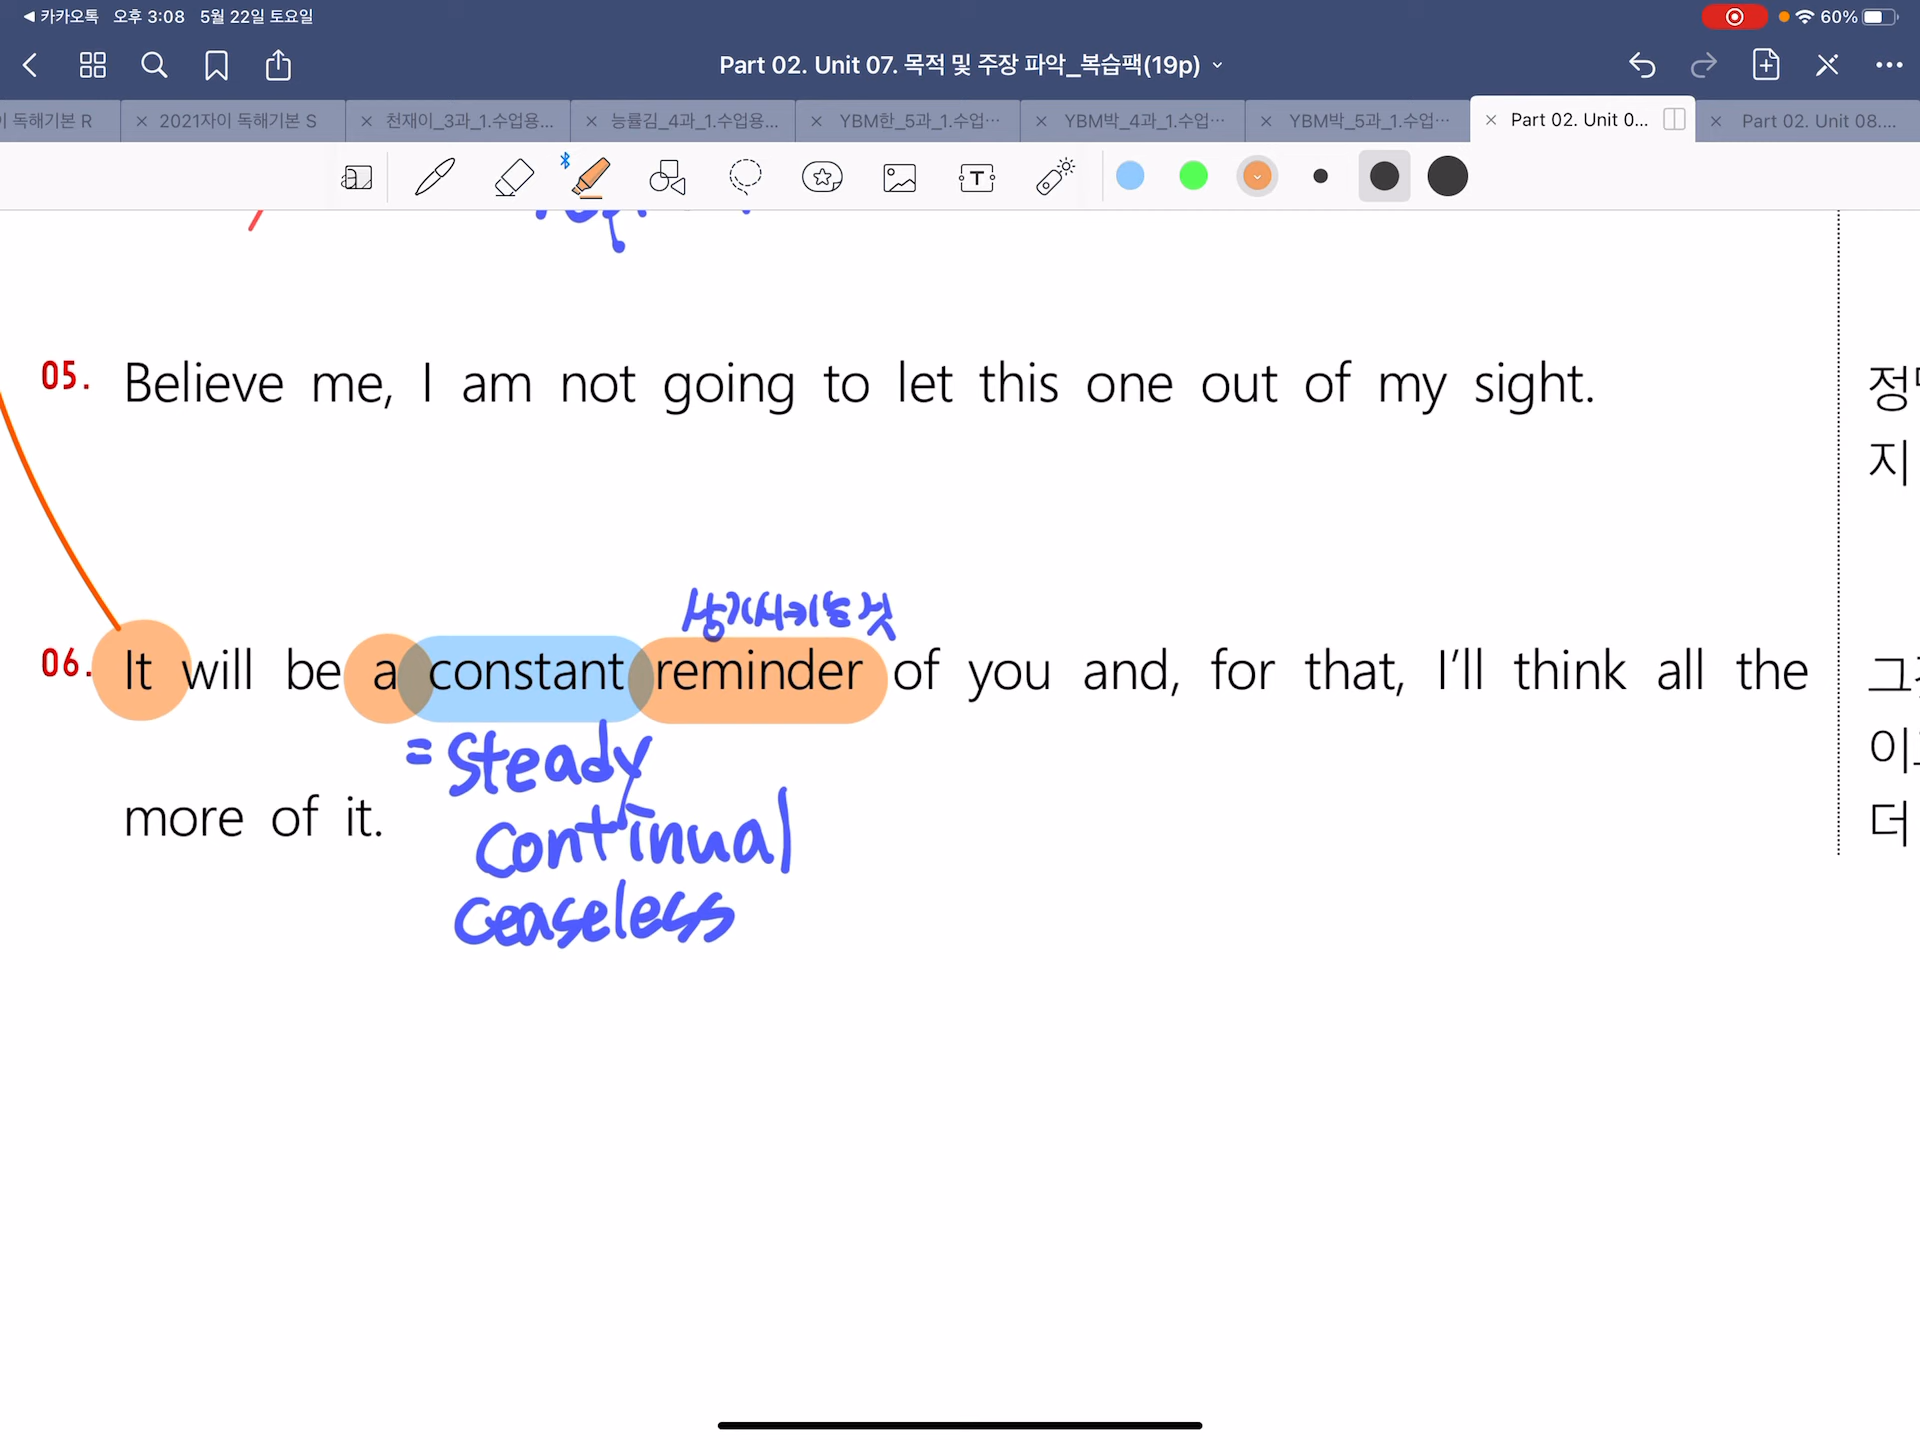 ◀ 카카오톡 오후 3:08 5월 22일 토요일 60%
Part 02. Unit 07. 목적 및 주장 파악_복습팩(19p)
독해기본 R × 2021자이 독해기본 S × 천재이_3과_1.수업용... × 능률김_4과_1.수업용... × YBM한_5과_1.수업... × YBM박_4과_1.수업... × YBM박_5과_1.수업... × Part 02. Unit 0... × Part 02. Unit 08....
05. Believe me, I am not going to let this one out of my sight.
지
상기시키는 것
06. It will be a constant reminder of you and, for that, I'll think all the
= steady
more of it.
더
continual
ceaseless